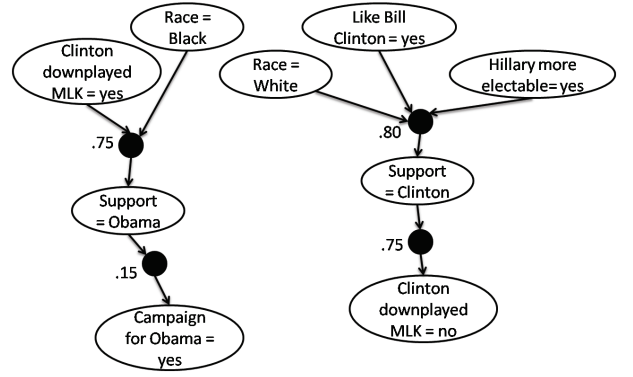 Race =
Black
Clinton
downplayed
MLK = yes
.75
Support
= Obama
.15
Campaign
for Obama =
yes
Like Bill
Clinton = yes
Race =
White
Hillary more
electable= yes
.80
Support
= Clinton
.75
Clinton
downplayed
MLK = no